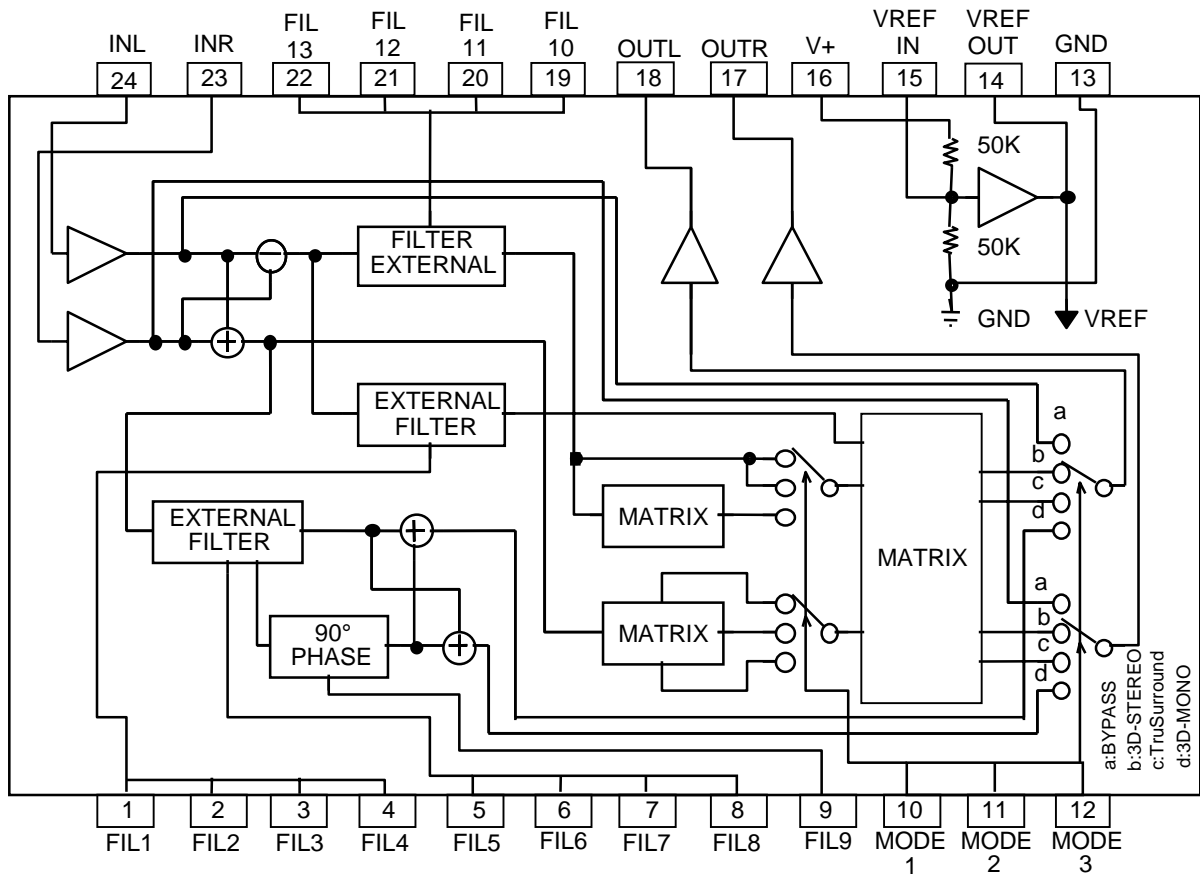 INL
INR
FIL
13
FIL
12
FIL
11
FIL
10
OUTL
OUTR
V+
VREF
IN
VREF
OUT
GND
24
23
22
21
20
19
18
17
16
15
14
13
50K
50K
FILTER
EXTERNAL
GND
VREF
−
+
EXTERNAL
FILTER
a
b
c
d
EXTERNAL
FILTER
+
MATRIX
MATRIX
90°
PHASE
+
MATRIX
a
b
c
d
a:BYPASS
b:3D-STEREO
c:TruSurround
d:3D-MONO
1
2
3
4
5
6
7
8
9
10
11
12
FIL1
FIL2
FIL3
FIL4
FIL5
FIL6
FIL7
FIL8
FIL9
MODE
1
MODE
2
MODE
3